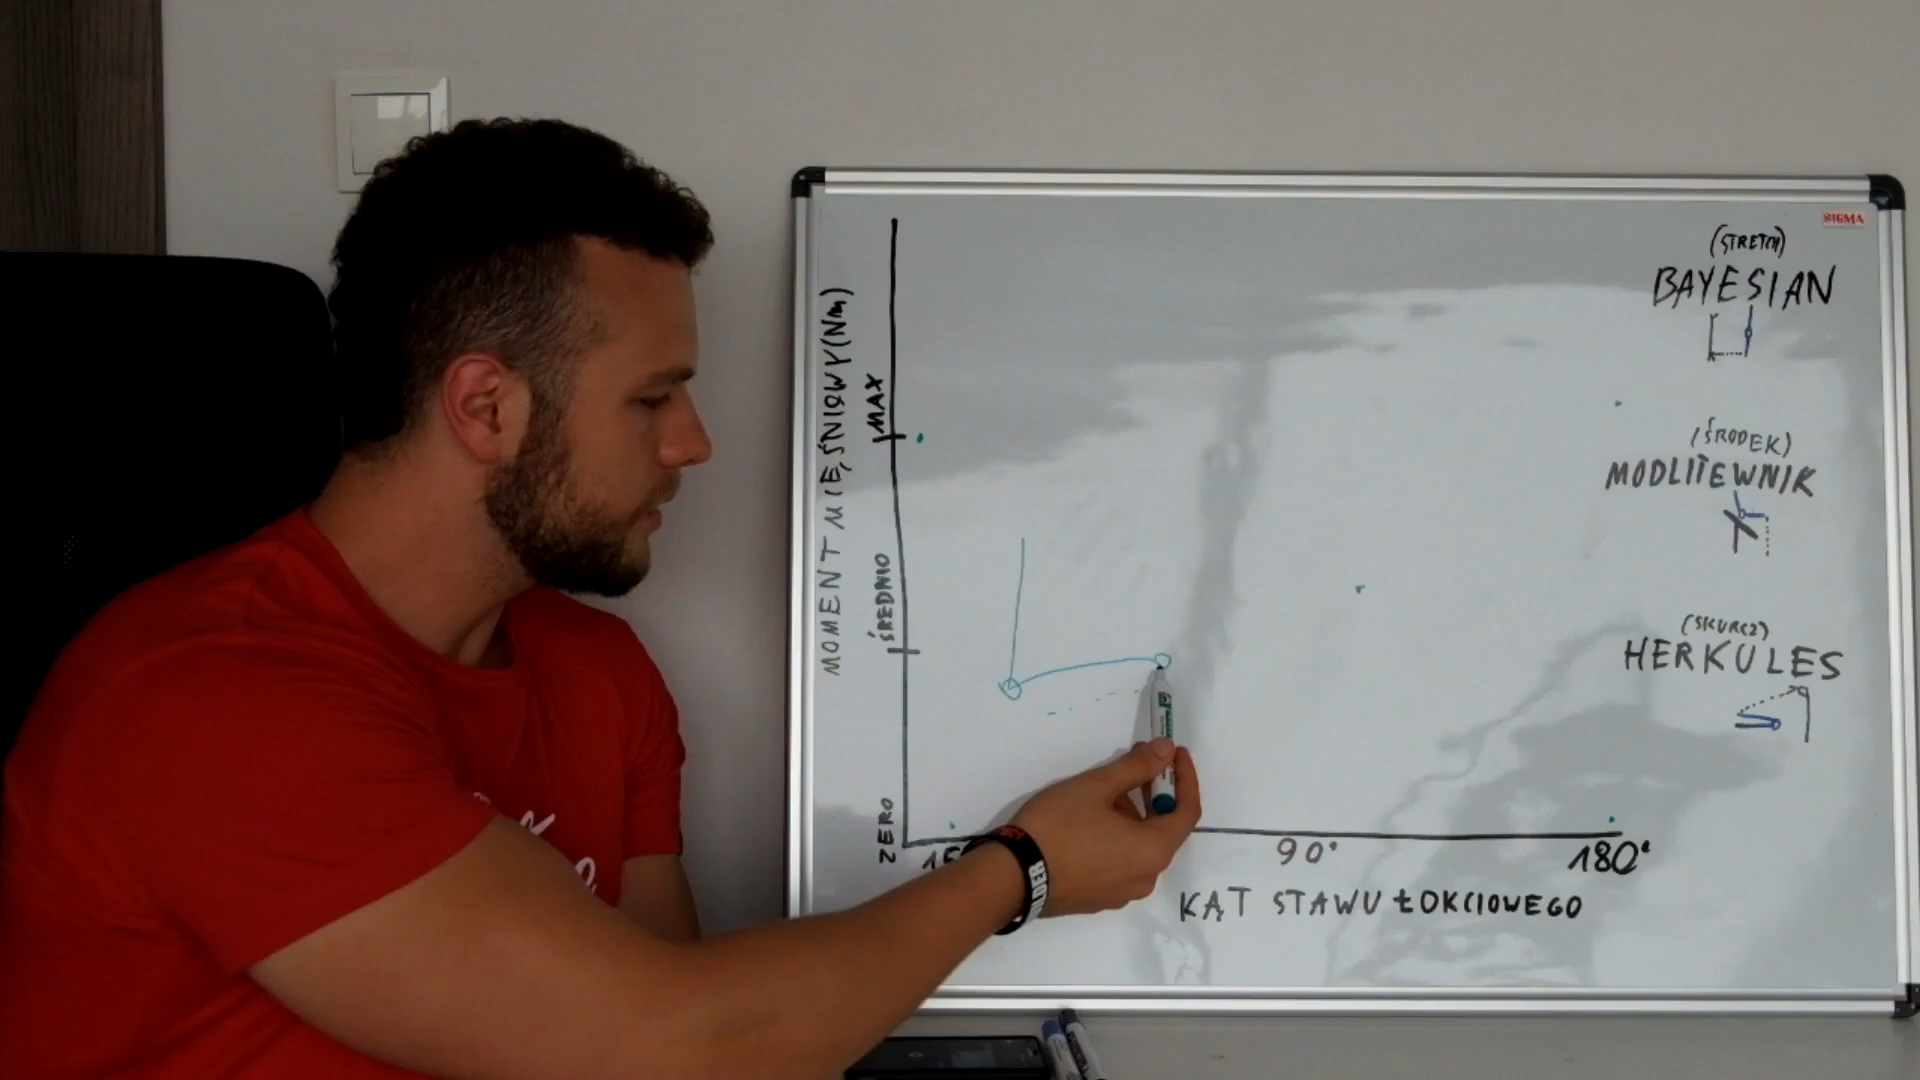 SIGMA
(STRETCH)
BAYESIAN
(ŚRODEK)
MODLITEWNIK
(SKURCZ)
HERKULES
MOMENT MIĘŚNIOWY (Nm)
MAX
ŚREDNIO
ZERO
90°
180°
KĄT STAWU ŁOKCIOWEGO